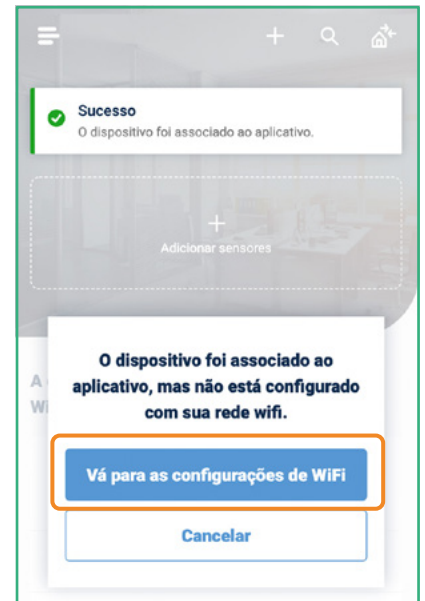 Sucesso
O dispositivo foi associado ao aplicativo.
Adicionar sensores
A
Wi
O dispositivo foi associado ao
aplicativo, mas não está configurado
com sua rede wifi.
Vá para as configurações de WiFi
Cancelar